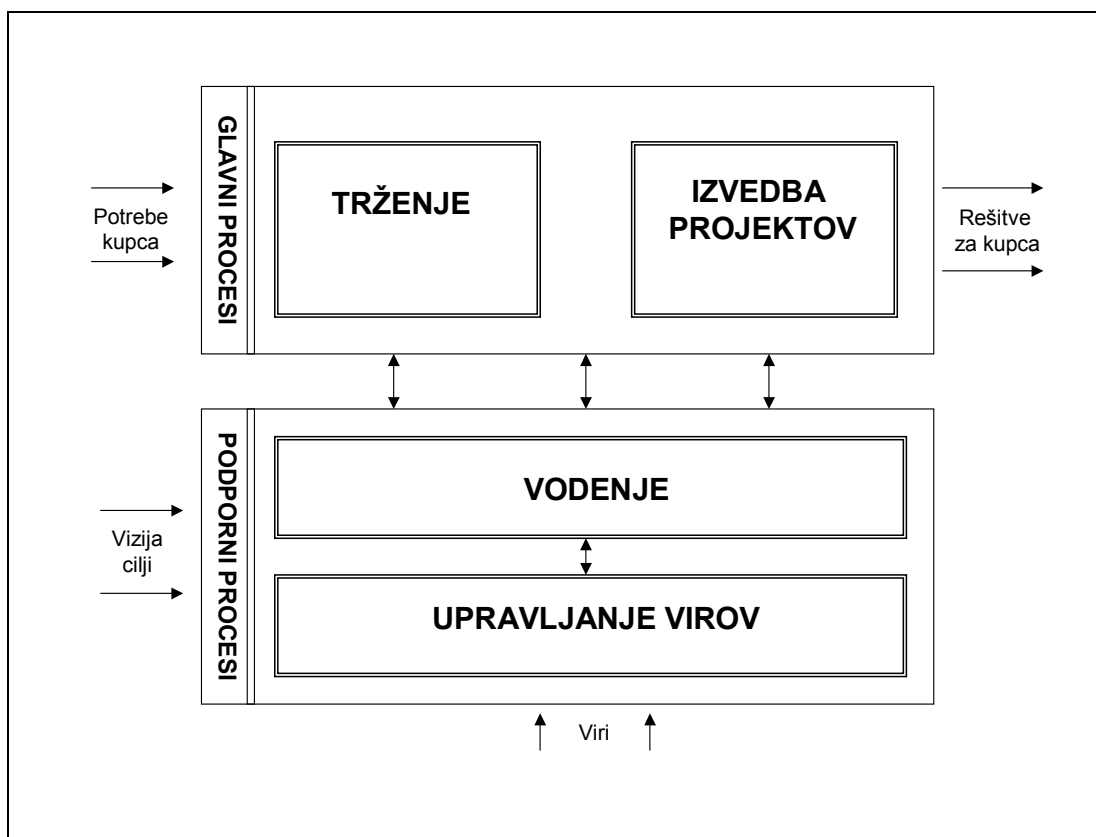 GLAVNI PROCESI
TRŽENJE
IZVEDBA
PROJEKTOV
Potrebe
kupca
Rešitve
za kupca
PODPORNI PROCESI
VODENJE
Vizija
cilji
UPRAVLJANJE VIROV
Viri